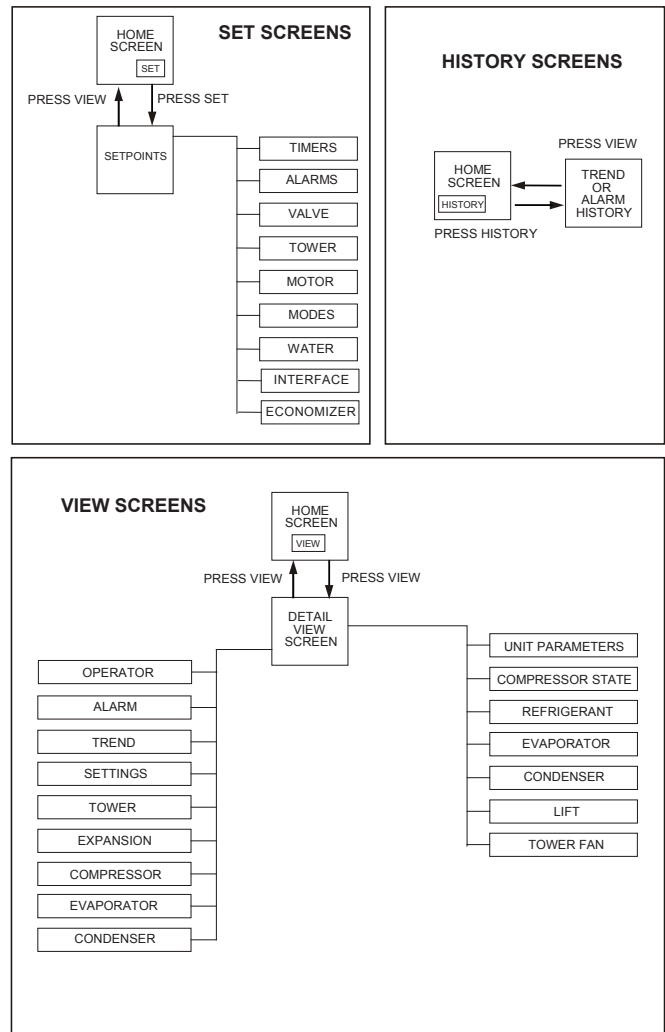 SET SCREENS
HOME
SCREEN
SET
PRESS VIEW
PRESS SET
SETPOINTS
TIMERS
ALARMS
VALVE
TOWER
MOTOR
MODES
WATER
INTERFACE
ECONOMIZER
HISTORY SCREENS
PRESS VIEW
HOME
SCREEN
HISTORY
TREND
OR
ALARM
HISTORY
PRESS HISTORY
VIEW SCREENS
HOME
SCREEN
VIEW
PRESS VIEW
PRESS VIEW
DETAIL
VIEW
SCREEN
OPERATOR
ALARM
TREND
SETTINGS
TOWER
EXPANSION
COMPRESSOR
EVAPORATOR
CONDENSER
UNIT PARAMETERS
COMPRESSOR STATE
REFRIGERANT
EVAPORATOR
CONDENSER
LIFT
TOWER FAN